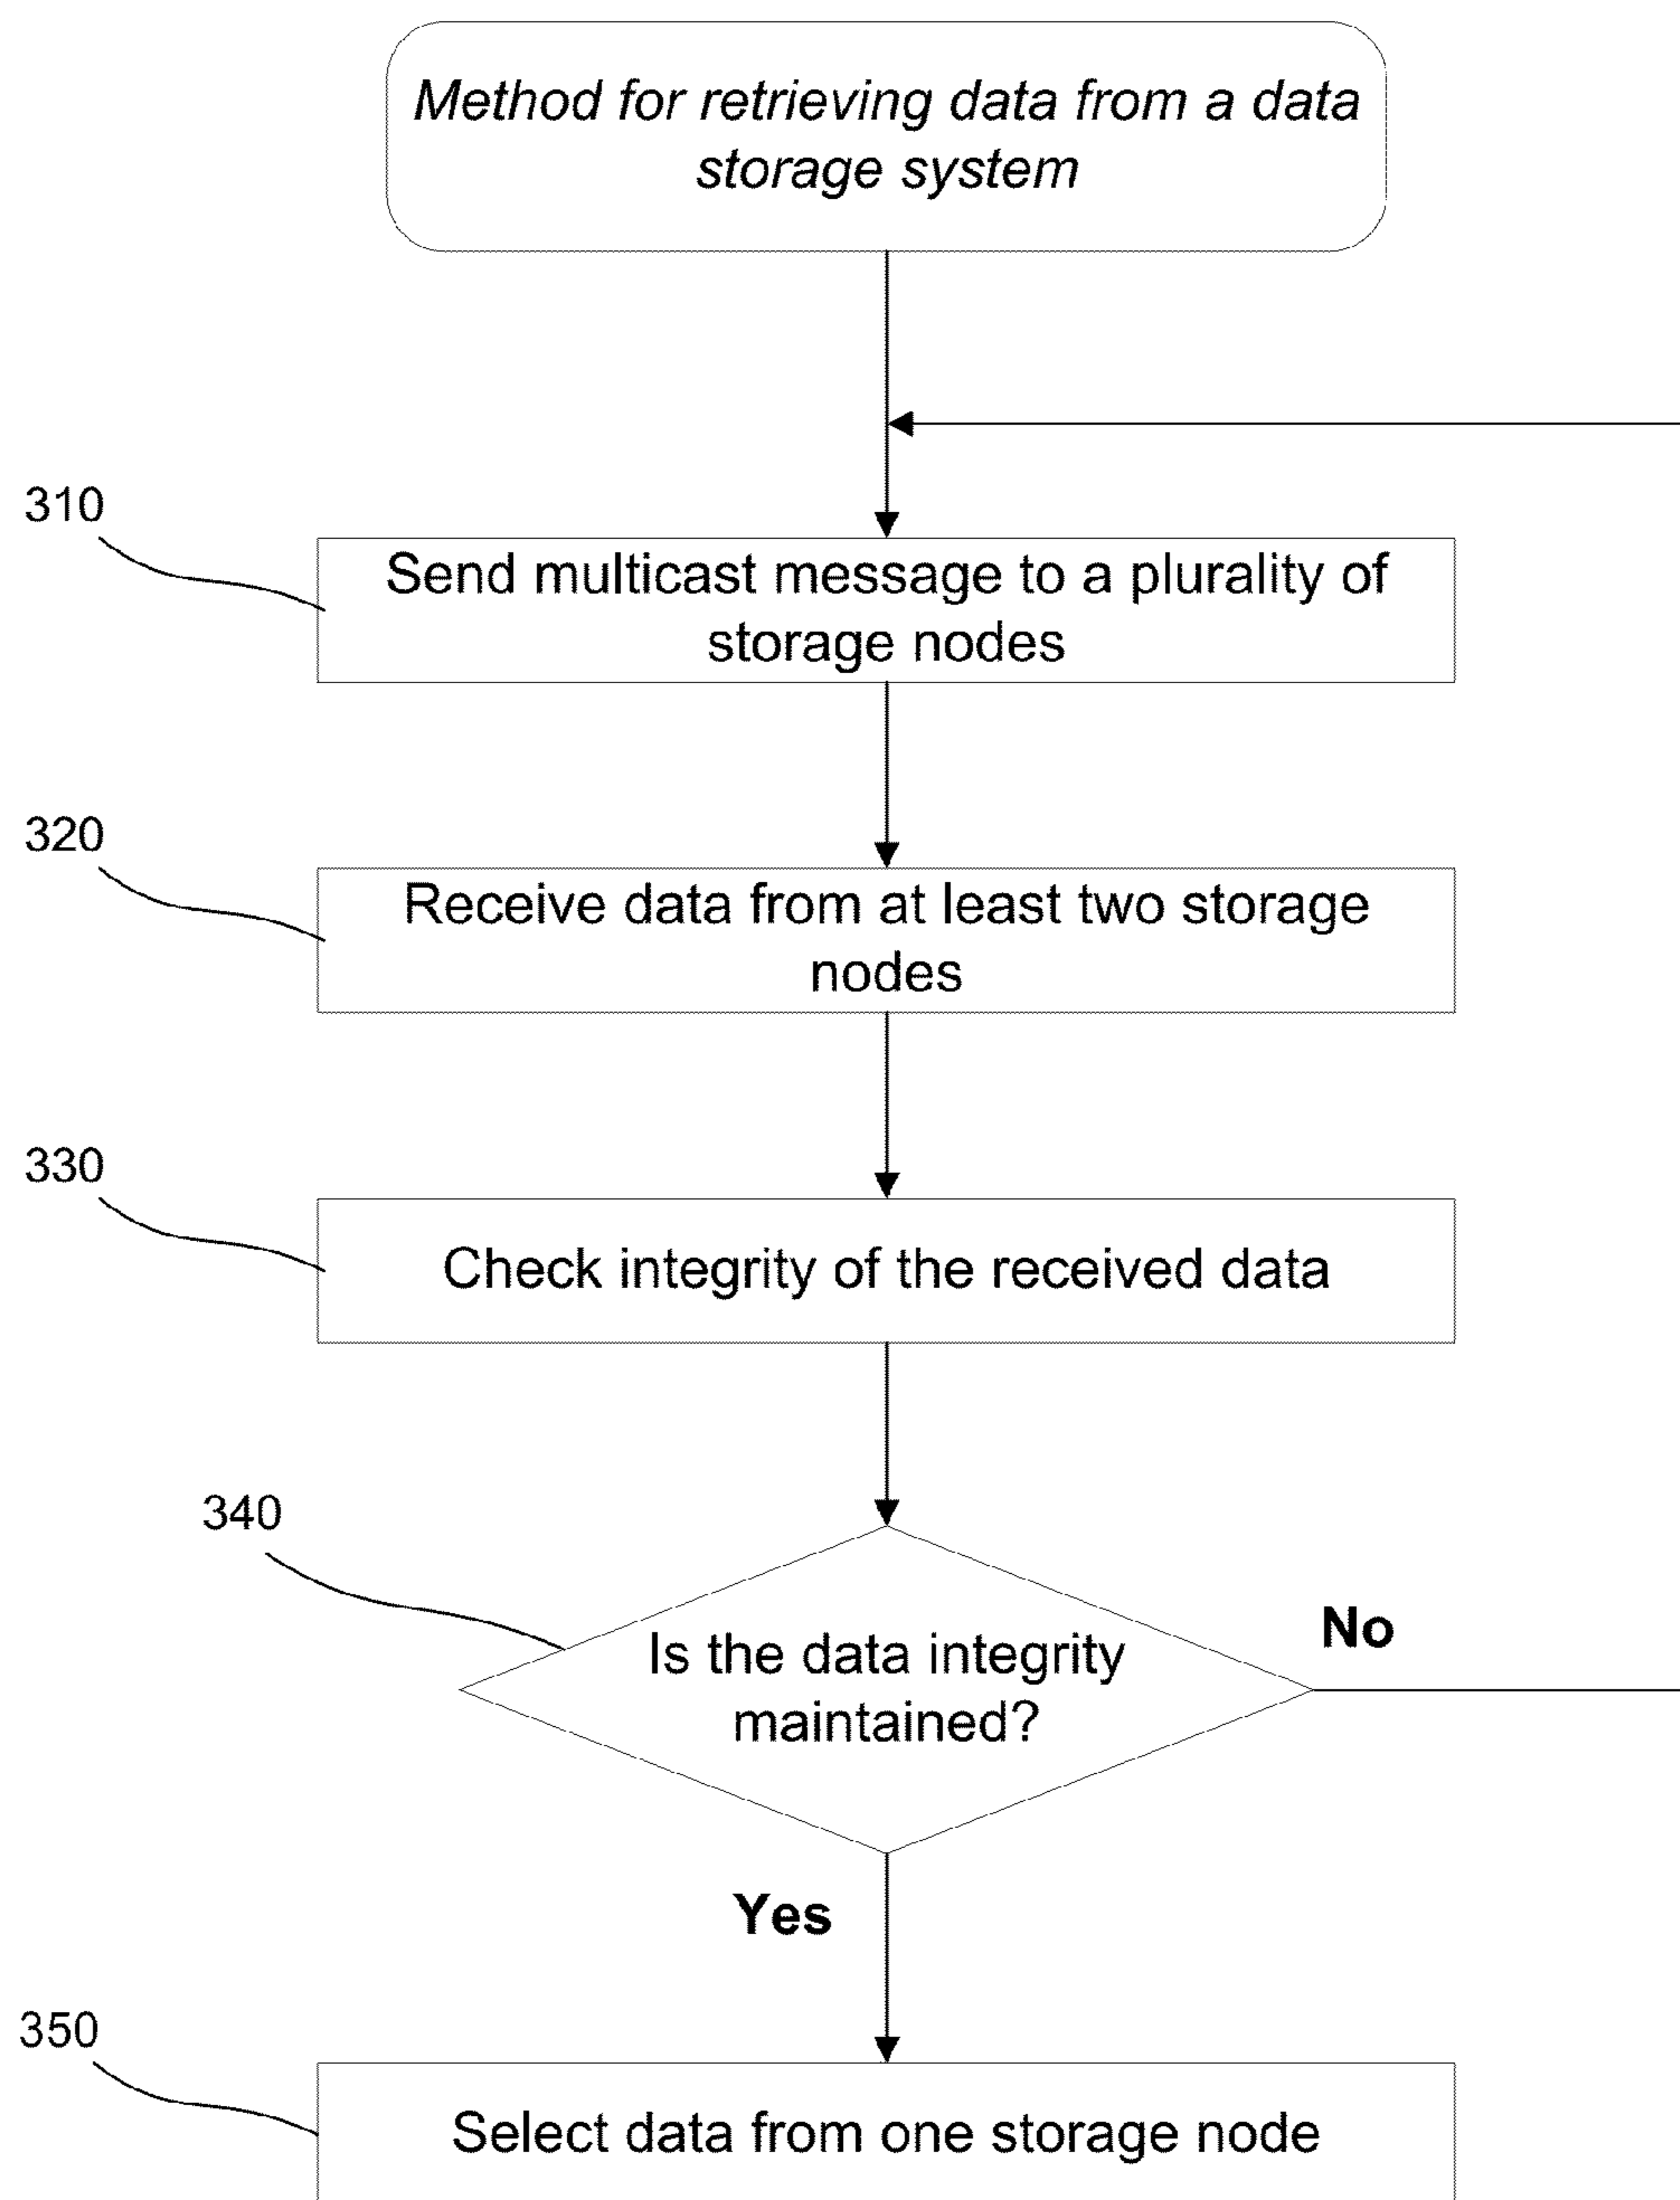 Method for retrieving data from a data
storage system
310
Send multicast message to a plurality of
storage nodes
320
Receive data from at least two storage
nodes
330
Check integrity of the received data
340
Is the data integrity
maintained?
No
Yes
350
Select data from one storage node